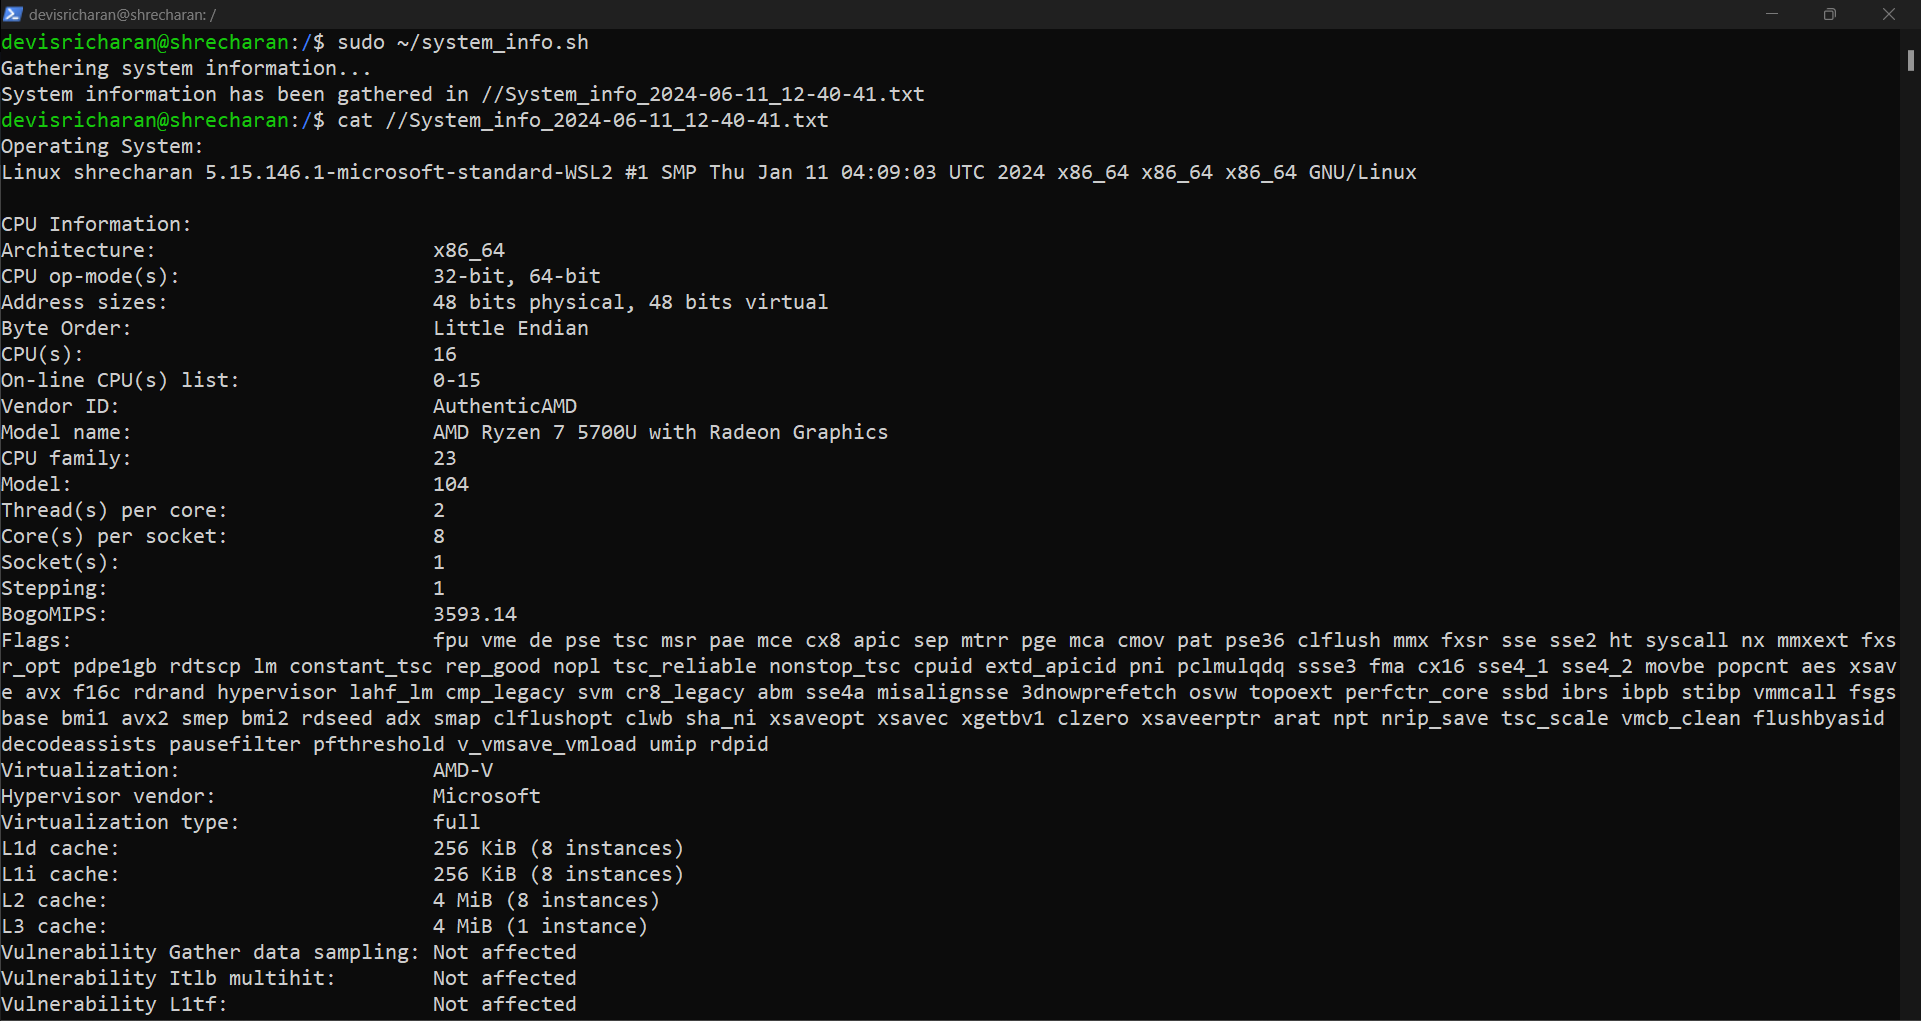 devisricharan@shrecharan: /
devisricharan@shrecharan:/$ sudo ~/system_info.sh
Gathering system information...
System information has been gathered in //System_info_2024-06-11_12-40-41.txt
devisricharan@shrecharan:/$ cat //System_info_2024-06-11_12-40-41.txt
Operating System:
Linux shrecharan 5.15.146.1-microsoft-standard-WSL2 #1 SMP Thu Jan 11 04:09:03 UTC 2024 x86_64 x86_64 x86_64 GNU/Linux

CPU Information:
Architecture:                       x86_64
CPU op-mode(s):                     32-bit, 64-bit
Address sizes:                      48 bits physical, 48 bits virtual
Byte Order:                         Little Endian
CPU(s):                             16
On-line CPU(s) list:                0-15
Vendor ID:                          AuthenticAMD
Model name:                         AMD Ryzen 7 5700U with Radeon Graphics
CPU family:                         23
Model:                              104
Thread(s) per core:                 2
Core(s) per socket:                 8
Socket(s):                          1
Stepping:                           1
BogoMIPS:                           3593.14
Flags:                              fpu vme de pse tsc msr pae mce cx8 apic sep mtrr pge mca cmov pat pse36 clflush mmx fxsr sse sse2 ht syscall nx mmxext fxs
r_opt pdpe1gb rdtscp lm constant_tsc rep_good nopl tsc_reliable nonstop_tsc cpuid extd_apicid pni pclmulqdq ssse3 fma cx16 sse4_1 sse4_2 movbe popcnt aes xsav
e avx f16c rdrand hypervisor lahf_lm cmp_legacy svm cr8_legacy abm sse4a misalignsse 3dnowprefetch osvw topoext perfctr_core ssbd ibrs ibpb stibp vmmcall fsgs
base bmi1 avx2 smep bmi2 rdseed adx smap clflushopt clwb sha_ni xsaveopt xsavec xgetbv1 clzero xsaveerptr arat npt nrip_save tsc_scale vmcb_clean flushbyasid
decodeassists pausefilter pfthreshold v_vmsave_vmload umip rdpid
Virtualization:                     AMD-V
Hypervisor vendor:                  Microsoft
Virtualization type:                full
L1d cache:                          256 KiB (8 instances)
L1i cache:                          256 KiB (8 instances)
L2 cache:                           4 MiB (8 instances)
L3 cache:                           4 MiB (1 instance)
Vulnerability Gather data sampling: Not affected
Vulnerability Itlb multihit:        Not affected
Vulnerability L1tf:                 Not affected